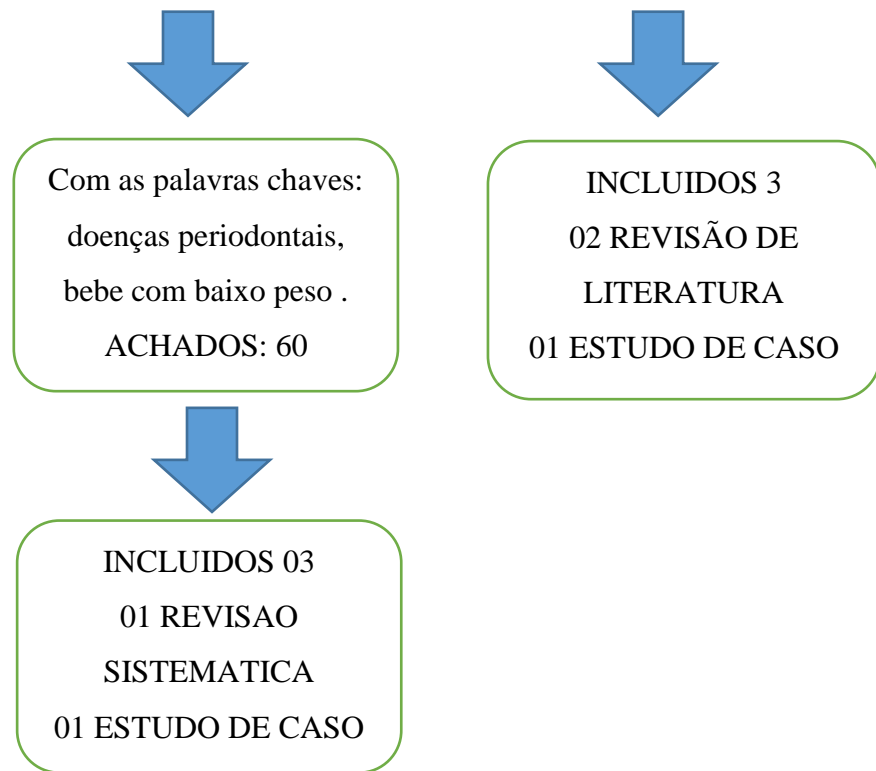 Com as palavras chaves:
doenças periodontais,
bebe com baixo peso .
ACHADOS: 60
INCLUIDOS 03
01 REVISAO
SISTEMATICA
01 ESTUDO DE CASO
INCLUIDOS 3
02 REVISÃO DE
LITERATURA
01 ESTUDO DE CASO